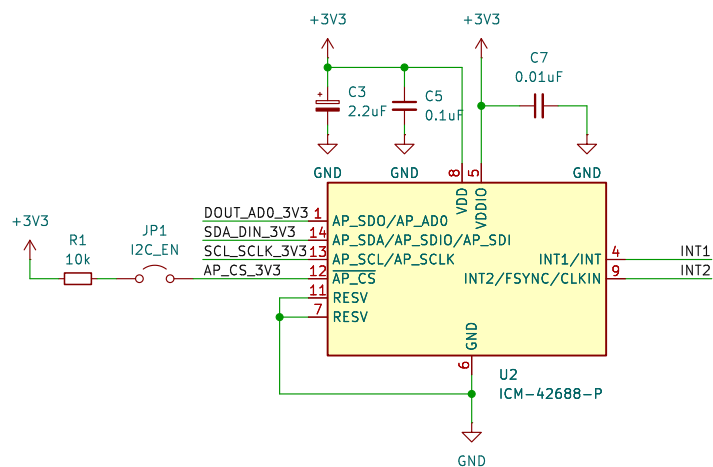 +3V3
+3V3
C7
0.01uF
C3
2.2uF
+
C5
0.1uF
GND
GND
GND
8
5
VDD
VDDIO
+3V3
R1
10k
JP1
I2C_EN
DOUT_AD0_3V3
1
AP_SDO/AP_AD0
SDA_DIN_3V3
14
AP_SDA/AP_SDIO/AP_SDI
SCL_SCLK_3V3
13
AP_SCL/AP_SCLK
AP_CS_3V3
12
AP_CS
11
RESV
7
RESV
INT1/INT
4
INT1
INT2/FSYNC/CLKIN
9
INT2
GND
6
U2
ICM-42688-P
GND